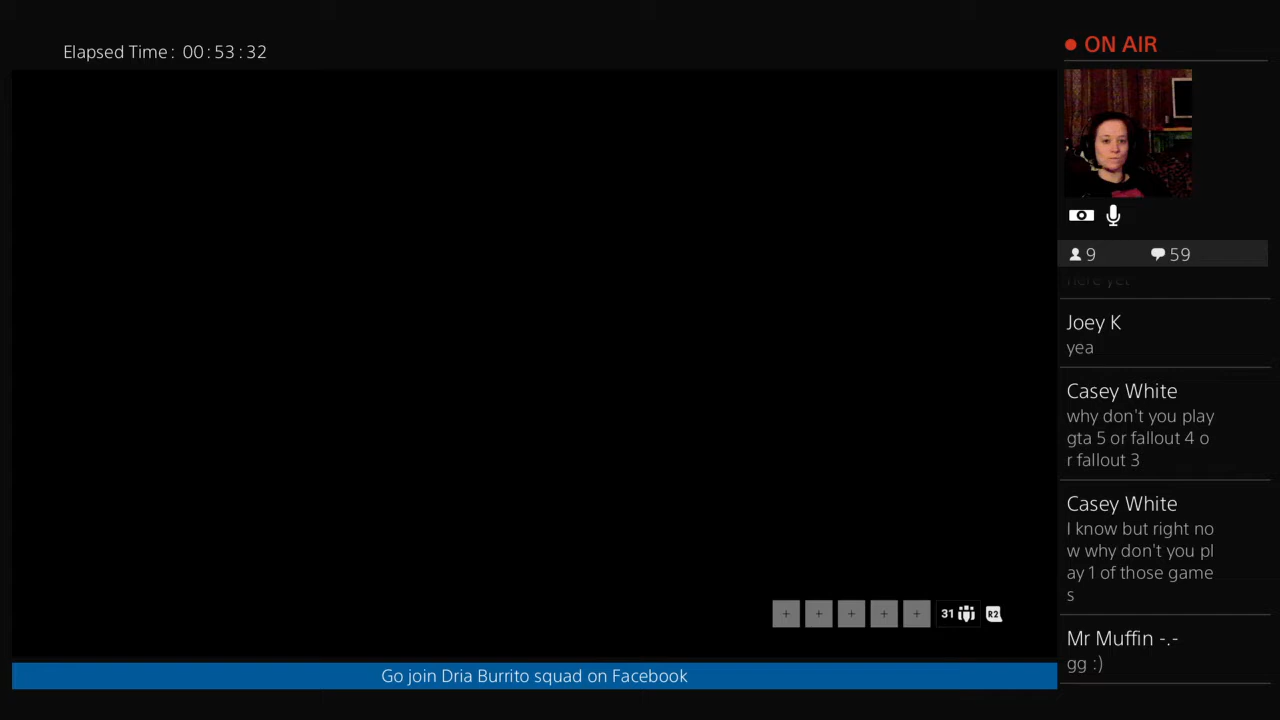 Elapsed Time: 00:53:32
ON AIR
9
59
here yet
Joey K
yea
Casey White
why don't you play
gta 5 or fallout 4 o
r fallout 3
Casey White
I know but right no
w why don't you pl
ay 1 of those game
s
31
R2
Mr Muffin -.-
gg :)
Go join Dria Burrito squad on Facebook